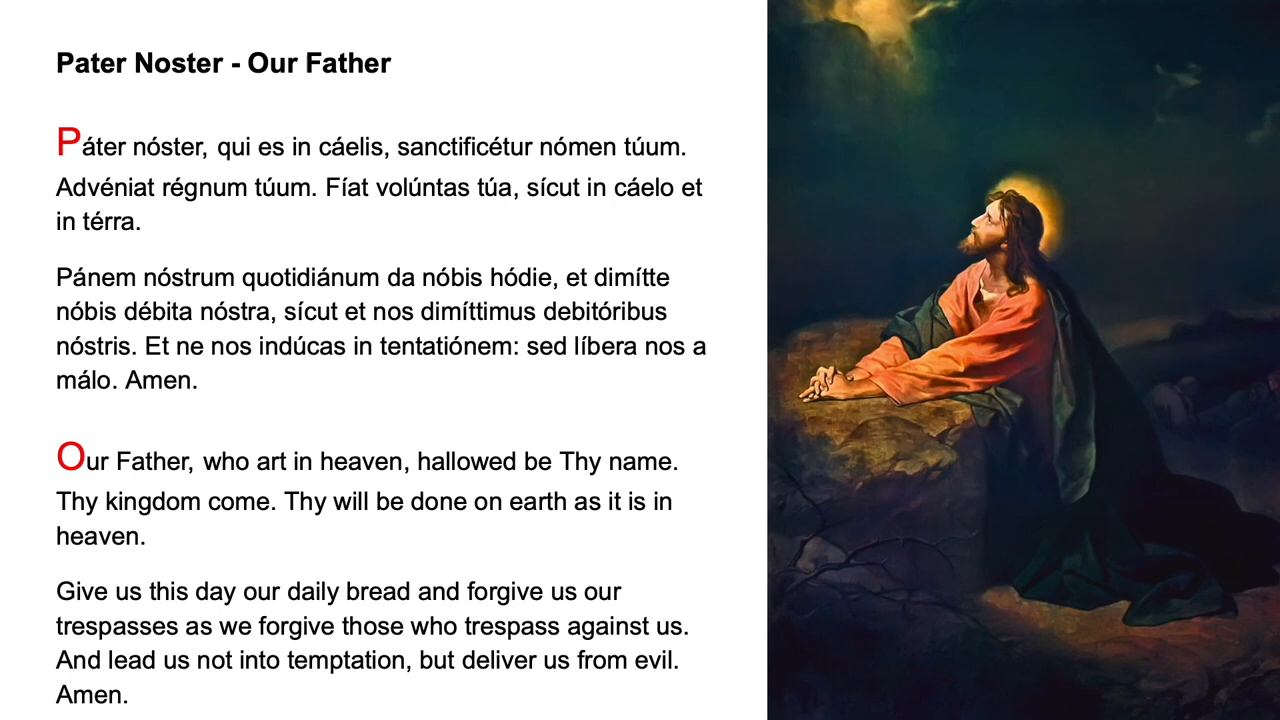 Pater Noster - Our Father
Páter nóster, qui es in cáelis, sanctificétur nómen túum.
Advéniat régnum túum. Fíat volúntas túa, sícut in cáelo et
in térra.
Pánem nóstrum quotidiánum da nóbis hódie, et dimítte
nóbis débita nóstra, sícut et nos dimíttimus debitóribus
nóstris. Et ne nos indúcas in tentatiónem: sed líbera nos a
málo. Amen.
Our Father, who art in heaven, hallowed be Thy name.
Thy kingdom come. Thy will be done on earth as it is in
heaven.
Give us this day our daily bread and forgive us our
trespasses as we forgive those who trespass against us.
And lead us not into temptation, but deliver us from evil.
Amen.